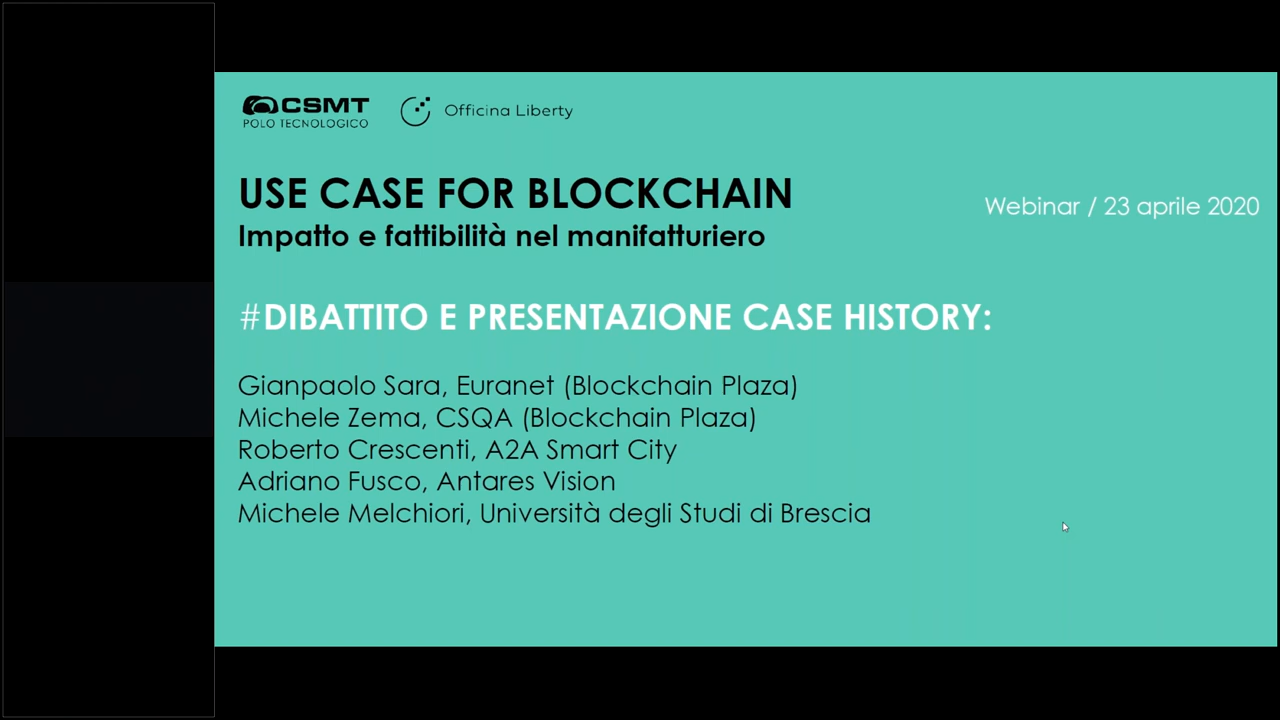 CSMT
POLO TECNOLOGICO
Officina Liberty
USE CASE FOR BLOCKCHAIN
Impatto e fattibilità nel manifatturiero
Webinar / 23 aprile 2020
#DIBATTITO E PRESENTAZIONE CASE HISTORY:
Gianpaolo Sara, Euranet (Blockchain Plaza)
Michele Zema, CSQA (Blockchain Plaza)
Roberto Crescenti, A2A Smart City
Adriano Fusco, Antares Vision
Michele Melchiori, Università degli Studi di Brescia